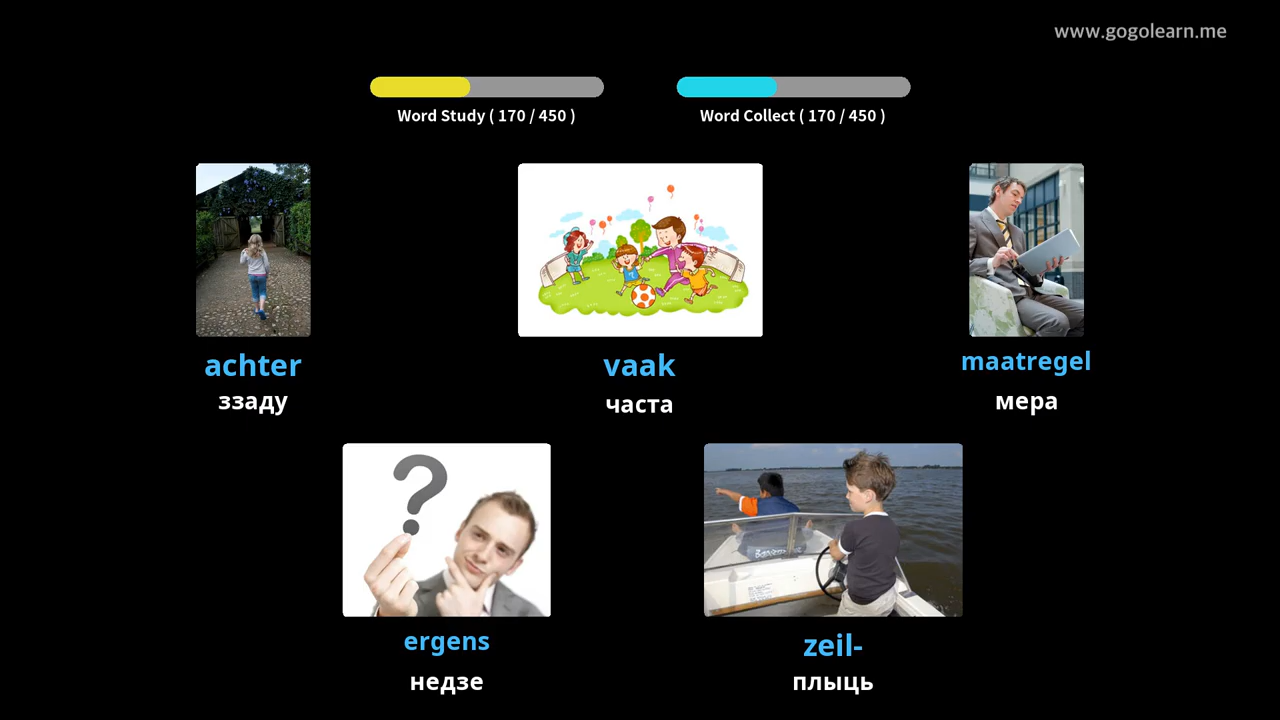 www.gogolearn.me
Word Study ( 170 / 450 )
Word Collect ( 170 / 450 )
achter
ззаду
vaak
часта
maatregel
мера
ergens
недзе
zeil-
плыць